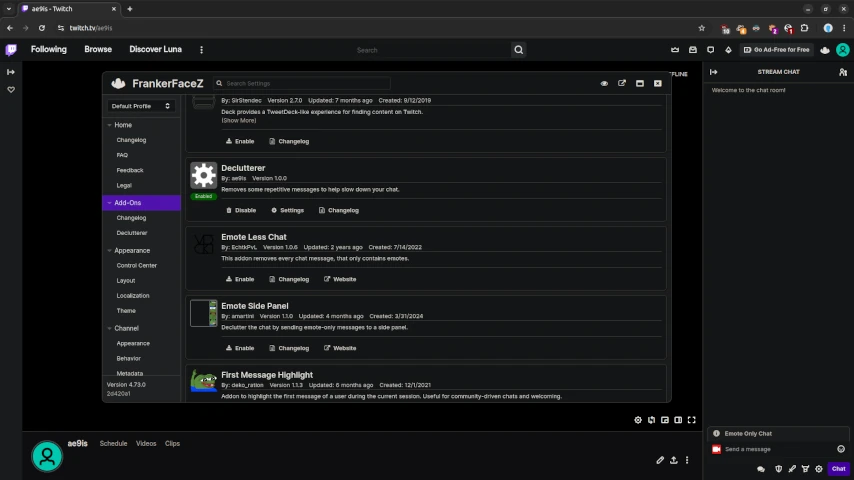 ae9is - Twitch
twitch.tv/ae9is
Following
Browse
Discover Luna
Search
Go Ad-Free for Free
FrankerFaceZ
Search Settings
FLINE
STREAM CHAT
Welcome to the chat room!
Default Profile
Home
Changelog
FAQ
Feedback
Legal
Add-Ons
Changelog
Declutterer
Appearance
Control Center
Layout
Localization
Theme
Channel
Appearance
Behavior
Metadata
Version 4.73.0
2d420a1
By: SirStendec Version 2.7.0 Updated: 7 months ago Created: 9/12/2019
Deck provides a TweetDeck-like experience for finding content on Twitch.
(Show More)
Enable Changelog
Declutterer
By: ae9is Version 1.0.0
Removes some repetitive messages to help slow down your chat.
Enabled
Disable Settings Changelog
Emote Less Chat
By: EchtkPvL Version 1.0.6 Updated: 2 years ago Created: 7/14/2022
This addon removes every chat message, that only contains emotes.
Enable Changelog Website
Emote Side Panel
By: amartini Version 1.1.0 Updated: 4 months ago Created: 3/31/2024
Declutter the chat by sending emote-only messages to a side panel.
Enable Changelog Website
First Message Highlight
By: deko_ration Version 1.1.3 Updated: 6 months ago Created: 12/1/2021
Addon to highlight the first message of a user during the current session. Useful for community-driven chats and welcoming.
ae9is
Schedule
Videos
Clips
Emote Only Chat
Send a message
Chat